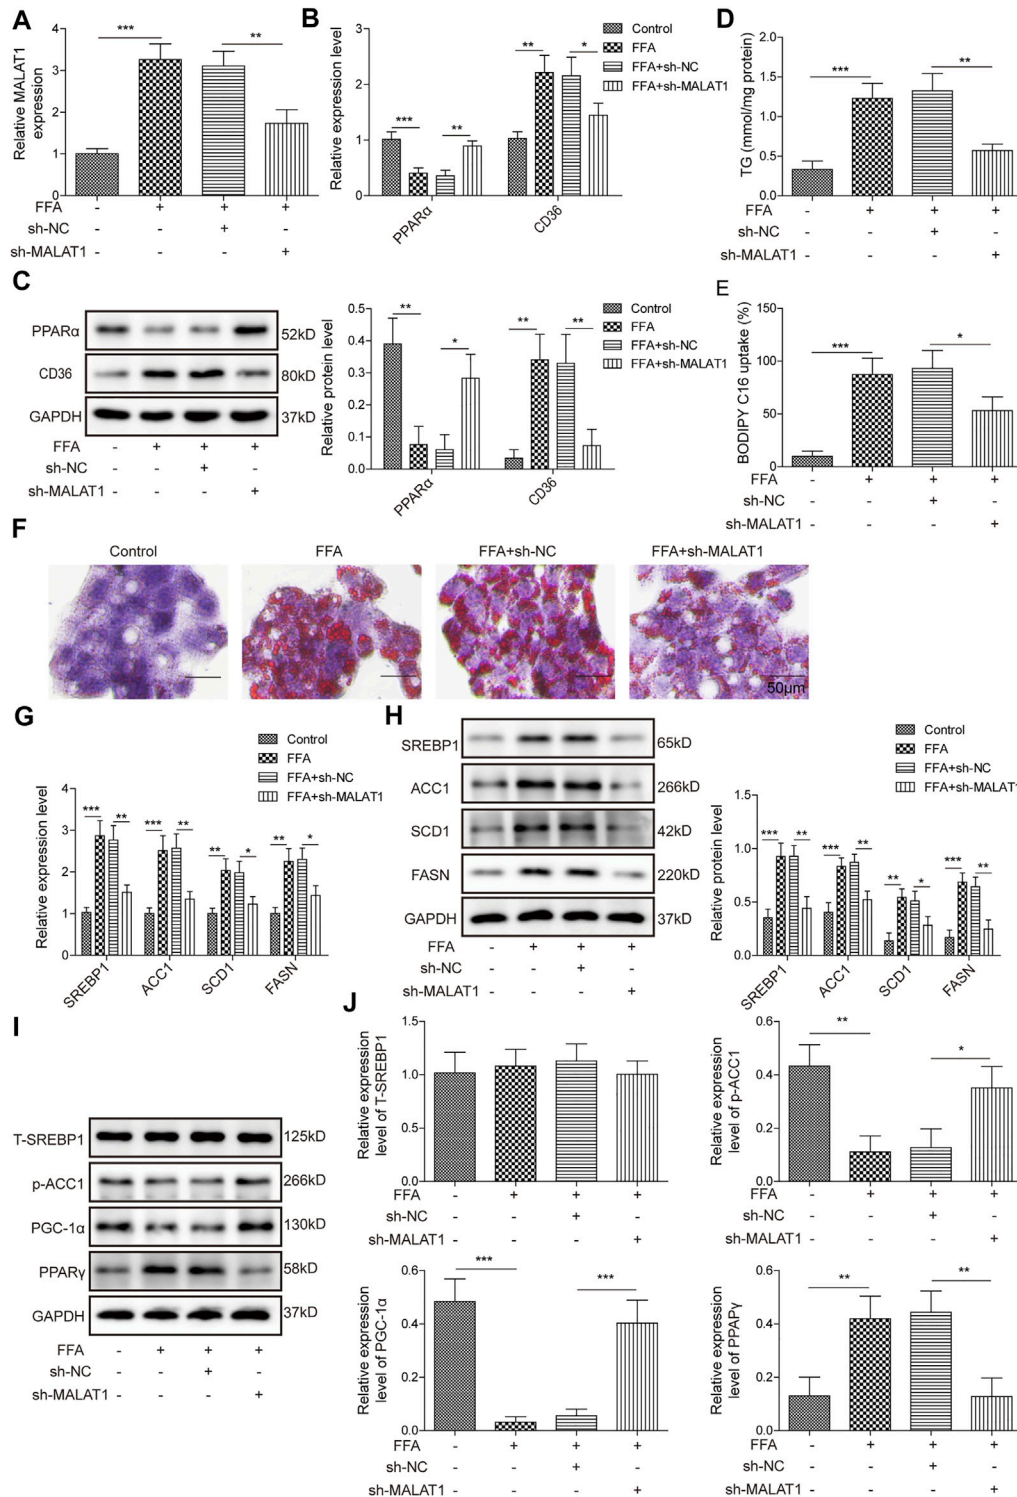 A
Relative MALAT1
expression
4
3
2
1
0
***
**
FFA - + + +
sh-NC - - + -
sh-MALAT1 - - - +
B
Relative expression level
3
2
1
0
***
**
**
*
PPARα
CD36
Control
FFA
FFA+sh-NC
FFA+sh-MALAT1
D
TG (mmol/mg protein)
2.0
1.5
1.0
0.5
0.0
***
**
FFA - + + +
sh-NC - - + -
sh-MALAT1 - - - +
C
PPARα 52kD
CD36 80kD
GAPDH 37kD
FFA - + + +
sh-NC - - + -
sh-MALAT1 - - - +
Relative protein level
0.5
0.4
0.3
0.2
0.1
0.0
**
*
**
**
PPARα
CD36
Control
FFA
FFA+sh-NC
FFA+sh-MALAT1
E
BODIPY C16 uptake (%)
150
100
50
0
***
*
FFA - + + +
sh-NC - - + -
sh-MALAT1 - - - +
F
Control
FFA
FFA+sh-NC
FFA+sh-MALAT1
50μm
G
Control
FFA
FFA+sh-NC
FFA+sh-MALAT1
Relative expression level
4
3
2
1
0
***
**
***
**
**
*
**
*
SREBP1
ACC1
SCD1
FASN
H
SREBP1 65kD
ACC1 266kD
SCD1 42kD
FASN 220kD
GAPDH 37kD
FFA - + + +
sh-NC - - + -
sh-MALAT1 - - - +
Control
FFA
FFA+sh-NC
FFA+sh-MALAT1
Relative protein level
1.5
1.0
0.5
0.0
***
**
***
**
**
*
***
**
SREBP1
ACC1
SCD1
FASN
I
T-SREBP1 125kD
p-ACC1 266kD
PGC-1α 130kD
PPARγ 58kD
GAPDH 37kD
FFA - + + +
sh-NC - - + -
sh-MALAT1 - - - +
J
Relative expression
level of T-SREBP1
1.5
1.0
0.5
0.0
FFA - + + +
sh-NC - - + -
sh-MALAT1 - - - +
Relative expression
level of p-ACC1
0.6
0.4
0.2
0.0
**
*
FFA - + + +
sh-NC - - + -
sh-MALAT1 - - - +
Relative expression
level of PGC-1α
0.6
0.4
0.2
0.0
***
***
FFA - + + +
sh-NC - - + -
sh-MALAT1 - - - +
Relative expression
level of PPAPγ
0.6
0.4
0.2
0.0
**
**
FFA - + + +
sh-NC - - + -
sh-MALAT1 - - - +